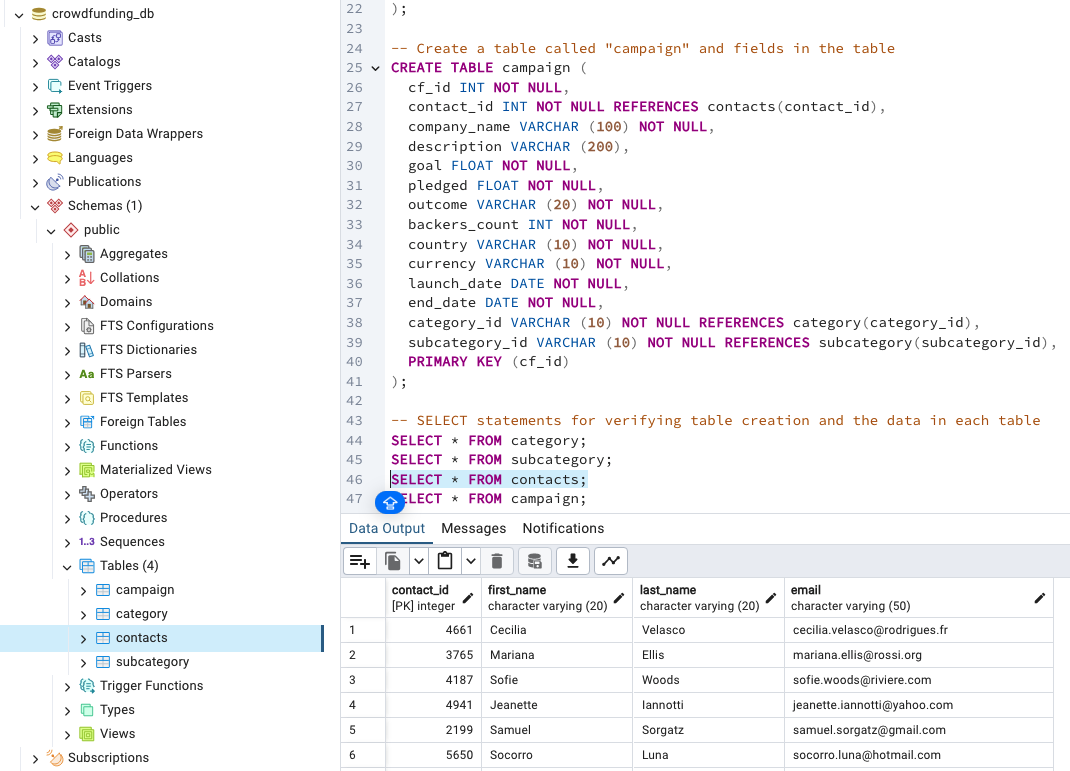 crowdfunding_db
Casts
Catalogs
Event Triggers
Extensions
Foreign Data Wrappers
Languages
Publications
Schemas (1)
public
Aggregates
Collations
Domains
FTS Configurations
FTS Dictionaries
Aa FTS Parsers
FTS Templates
Foreign Tables
Functions
Materialized Views
Operators
Procedures
1..3 Sequences
Tables (4)
campaign
category
contacts
subcategory
Trigger Functions
Types
Views
Subscriptions
22 );
23
24 -- Create a table called "campaign" and fields in the table
25 CREATE TABLE campaign (
26 cf_id INT NOT NULL,
27 contact_id INT NOT NULL REFERENCES contacts(contact_id),
28 company_name VARCHAR (100) NOT NULL,
29 description VARCHAR (200),
30 goal FLOAT NOT NULL,
31 pledged FLOAT NOT NULL,
32 outcome VARCHAR (20) NOT NULL,
33 backers_count INT NOT NULL,
34 country VARCHAR (10) NOT NULL,
35 currency VARCHAR (10) NOT NULL,
36 launch_date DATE NOT NULL,
37 end_date DATE NOT NULL,
38 category_id VARCHAR (10) NOT NULL REFERENCES category(category_id),
39 subcategory_id VARCHAR (10) NOT NULL REFERENCES subcategory(subcategory_id),
40 PRIMARY KEY (cf_id)
41 );
42
43 -- SELECT statements for verifying table creation and the data in each table
44 SELECT * FROM category;
45 SELECT * FROM subcategory;
46 SELECT * FROM contacts;
47 SELECT * FROM campaign;
Data Output Messages Notifications
contact_id first_name last_name email
[PK] integer character varying (20) character varying (20) character varying (50)
1 4661 Cecilia Velasco cecilia.velasco@rodrigues.fr
2 3765 Mariana Ellis mariana.ellis@rossi.org
3 4187 Sofie Woods sofie.woods@riviere.com
4 4941 Jeanette Iannotti jeanette.iannotti@yahoo.com
5 2199 Samuel Sorgatz samuel.sorgatz@gmail.com
6 5650 Socorro Luna socorro.luna@hotmail.com